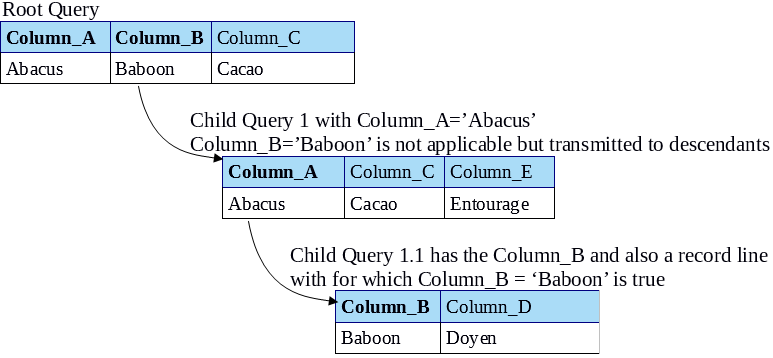 Root Query
Column_A Column_B Column_C
Abacus Baboon Cacao
Child Query 1 with Column_A=’Abacus’
Column_B=’Baboon’ is not applicable but transmitted to descendants
Column_A Column_C Column_E
Abacus Cacao Entourage
Child Query 1.1 has the Column_B and also a record line
with for which Column_B = ‘Baboon’ is true
Column_B Column_D
Baboon Doyen